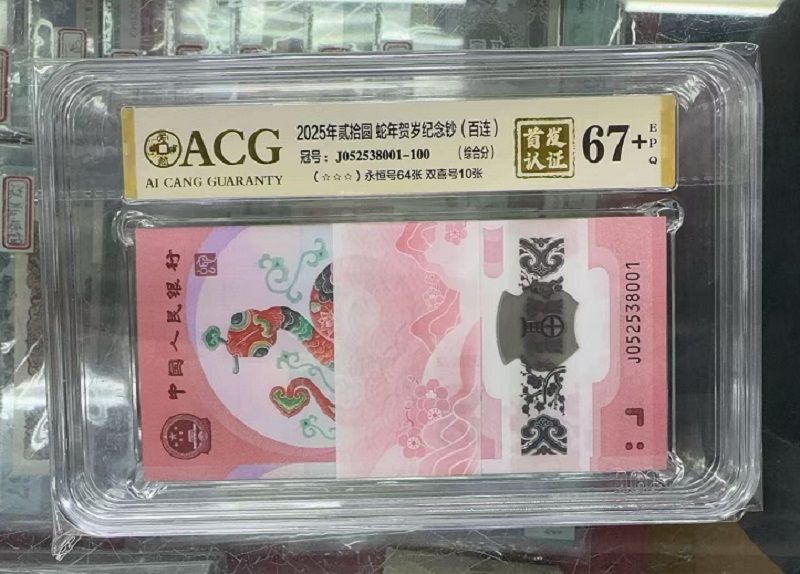 ACG
AI CANG GUARANTY
2025年贰拾圆 蛇年贺岁纪念钞（百连）
冠号：J052538001-100 （综合分）
（☆☆☆）永恒号64张 双喜号10张
首发
认证
67+
EPQ
中国人民银行
J052538001